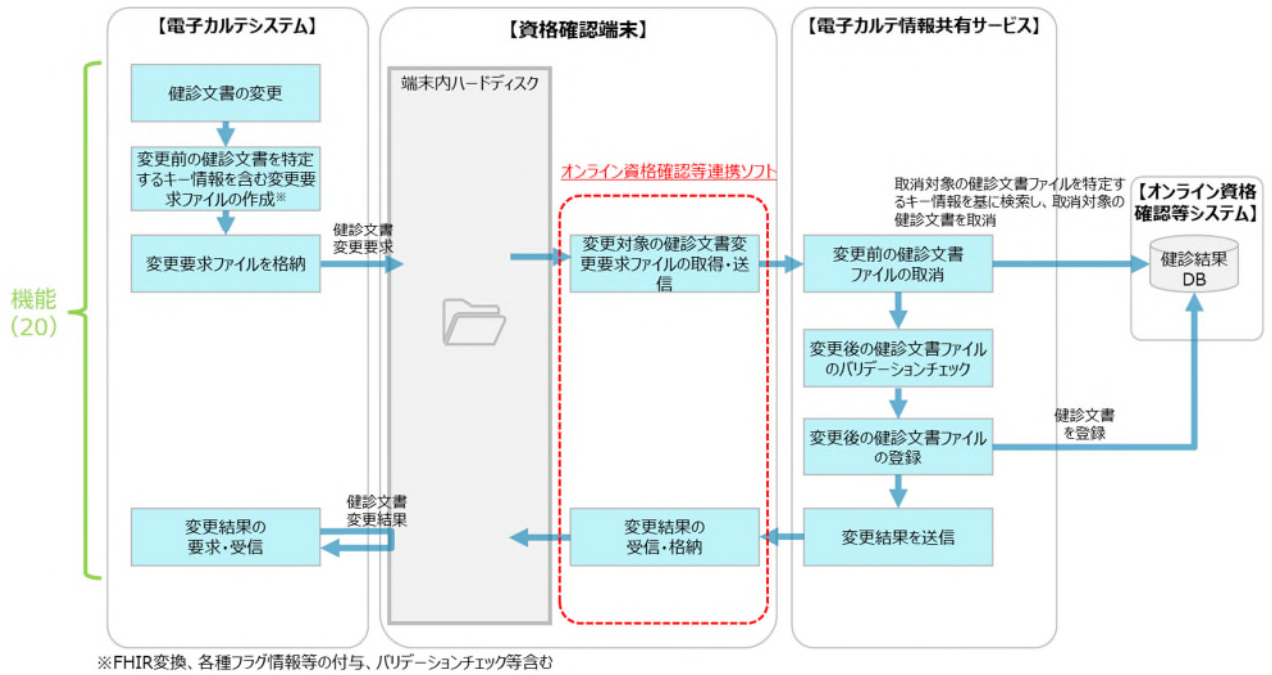 【電子カルテシステム】
【資格確認端末】
【電子カルテ情報共有サービス】
健診文書の変更
端末内ハードディスク
変更前の健診文書を特定
するキー情報を含む変更要
求ファイルの作成※
オンライン資格確認等連携ソフト
取消対象の健診文書ファイルを特定す
るキー情報を基に検索し、取消対象の
健診文書を取消
【オンライン資格
確認等システム】
健診文書
変更要求
変更要求ファイルを格納
変更対象の健診文書変
更要求ファイルの取得・送
信
変更前の健診文書
ファイルの取消
健診結果
DB
機能
（20）
変更後の健診文書ファイル
のバリデーションチェック
健診文書
を登録
変更後の健診文書ファイル
の登録
健診文書
変更結果
変更結果の
要求・受信
変更結果の
受信・格納
変更結果を送信
※FHIR変換、各種フラグ情報等の付与、バリデーションチェック等含む